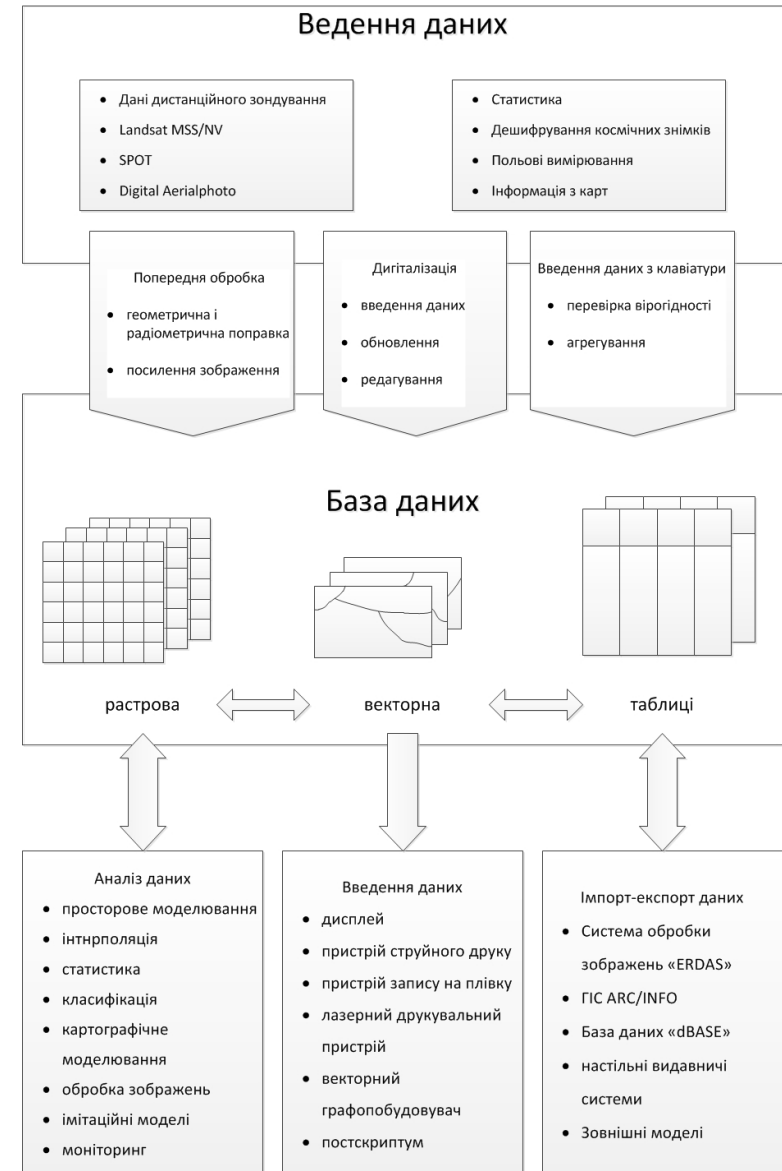 Ведення даних
• Дані дистанційного зондування
• Landsat MSS/NV
• SPOT
• Digital Aerialphoto
• Статистика
• Дешифрування космічних знімків
• Польові вимірювання
• Інформація з карт
Попередня обробка
• геометрична і
радіометрична поправка
• посилення зображення
Дигіталізація
• введення даних
• обновлення
• редагування
Введення даних з клавіатури
• перевірка вірогідності
• агрегування
База даних
растрова
векторна
таблиці
Аналіз даних
• просторове моделювання
• інтнрполяція
• статистика
• класифікація
• картографічне
моделювання
• обробка зображень
• імітаційні моделі
• моніторинг
Введення даних
• дисплей
• пристрій струйного друку
• пристрій запису на плівку
• лазерний друкувальний
пристрій
• векторний
графопобудовувач
• постскриптум
Імпорт-експорт даних
• Система обробки
зображень «ERDAS»
• ГІС ARC/INFO
• База даних «dBASE»
• настільні видавничі
системи
• Зовнішні моделі